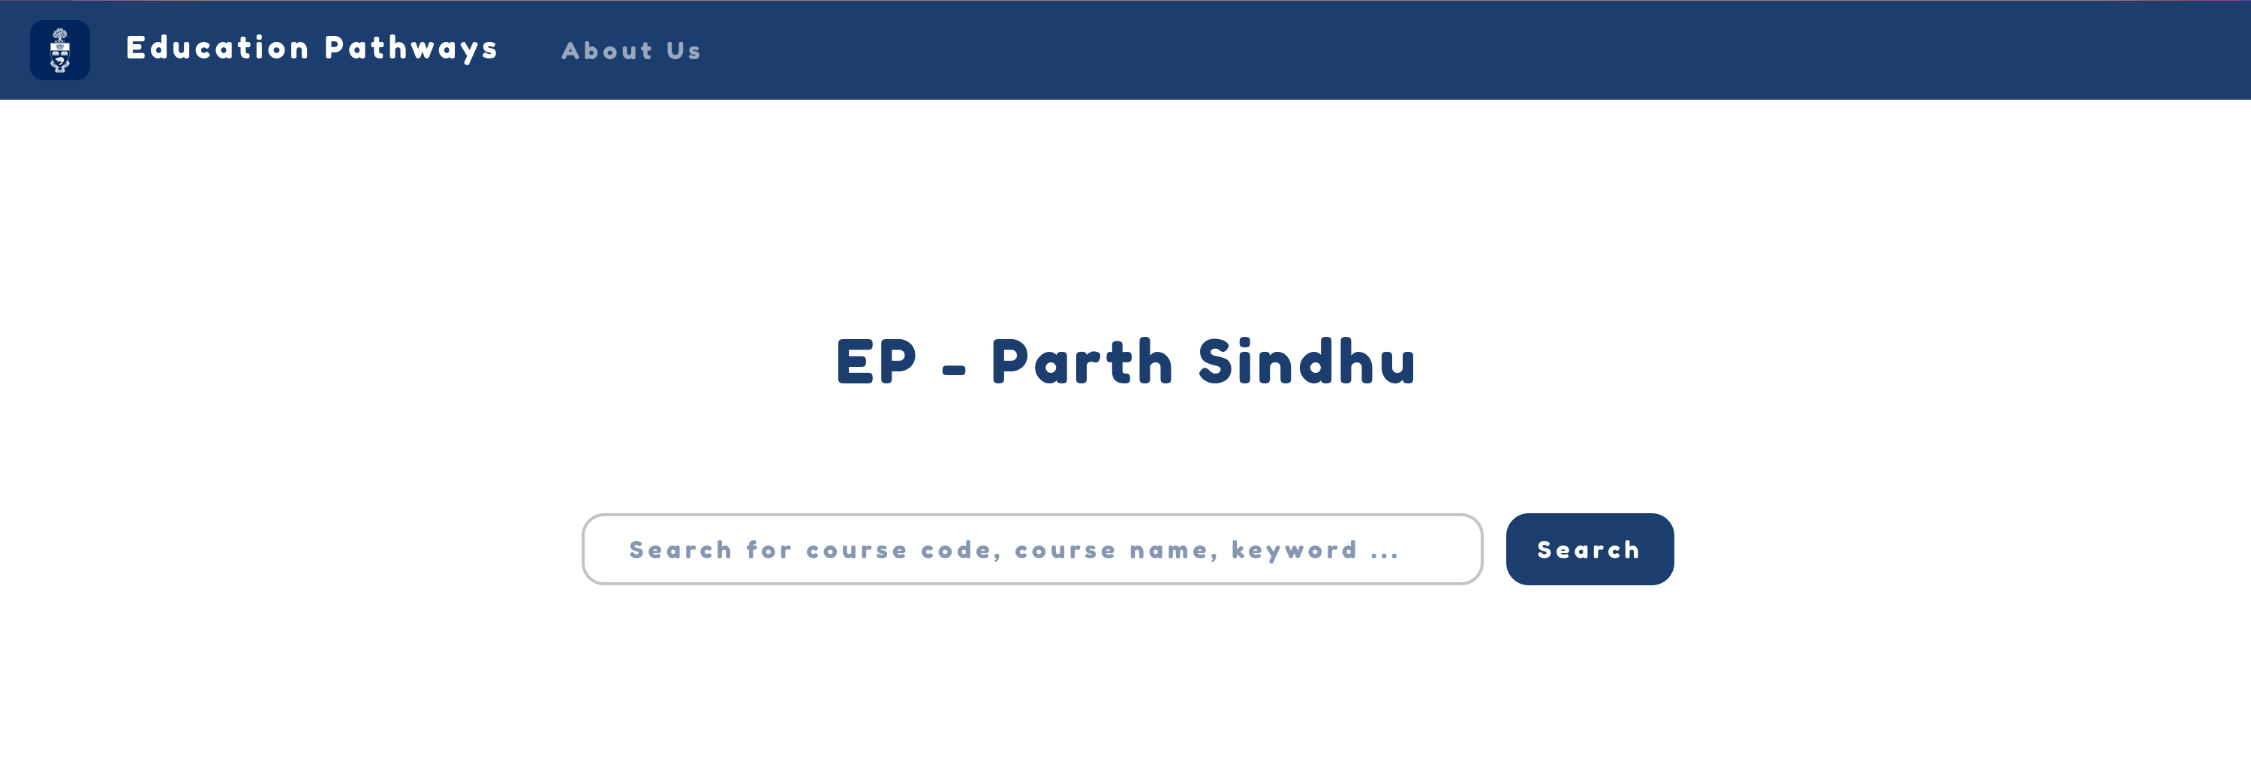 Education Pathways
About Us
EP - Parth Sindhu
Search for course code, course name, keyword ...
Search